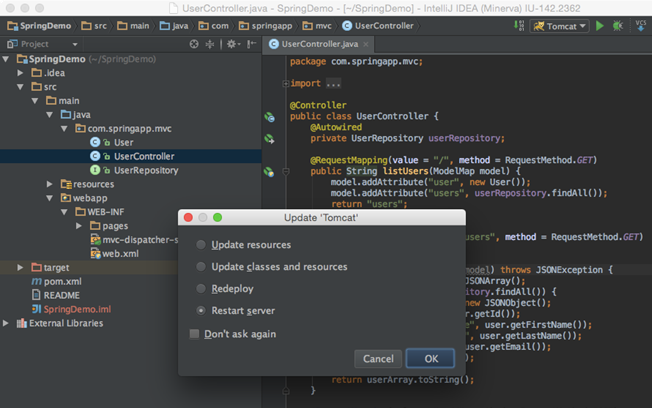 UserController.java - SpringDemo - [~/SpringDemo] - IntelliJ IDEA (Minerva) IU-142.2362
SpringDemo src main java com springapp mvc UserController Tomcat VCS
Project
UserController.java
SpringDemo (~/SpringDemo)
.idea
src
main
java
com.springapp.mvc
User
UserController
UserRepository
resources
webapp
WEB-INF
pages
mvc-dispatcher-s
web.xml
target
pom.xml
README
SpringDemo.iml
External Libraries
package com.springapp.mvc;
import ...
@Controller
public class UserController {
@Autowired
private UserRepository userRepository;
@RequestMapping(value = "/", method = RequestMethod.GET)
public String listUsers(ModelMap model) {
model.addAttribute("user", new User());
model.addAttribute("users", userRepository.findAll());
return "users";
users", method = RequestMethod.GET)
model) throws JSONException {
JSONArray();
tory.findAll()) {
new JSONObject();
r.getId());
e", user.getFirstName());
", user.getLastName());
er.getEmail());
return userArray.toString();
}
Update 'Tomcat'
Update resources
Update classes and resources
Redeploy
Restart server
Don't ask again
Cancel OK